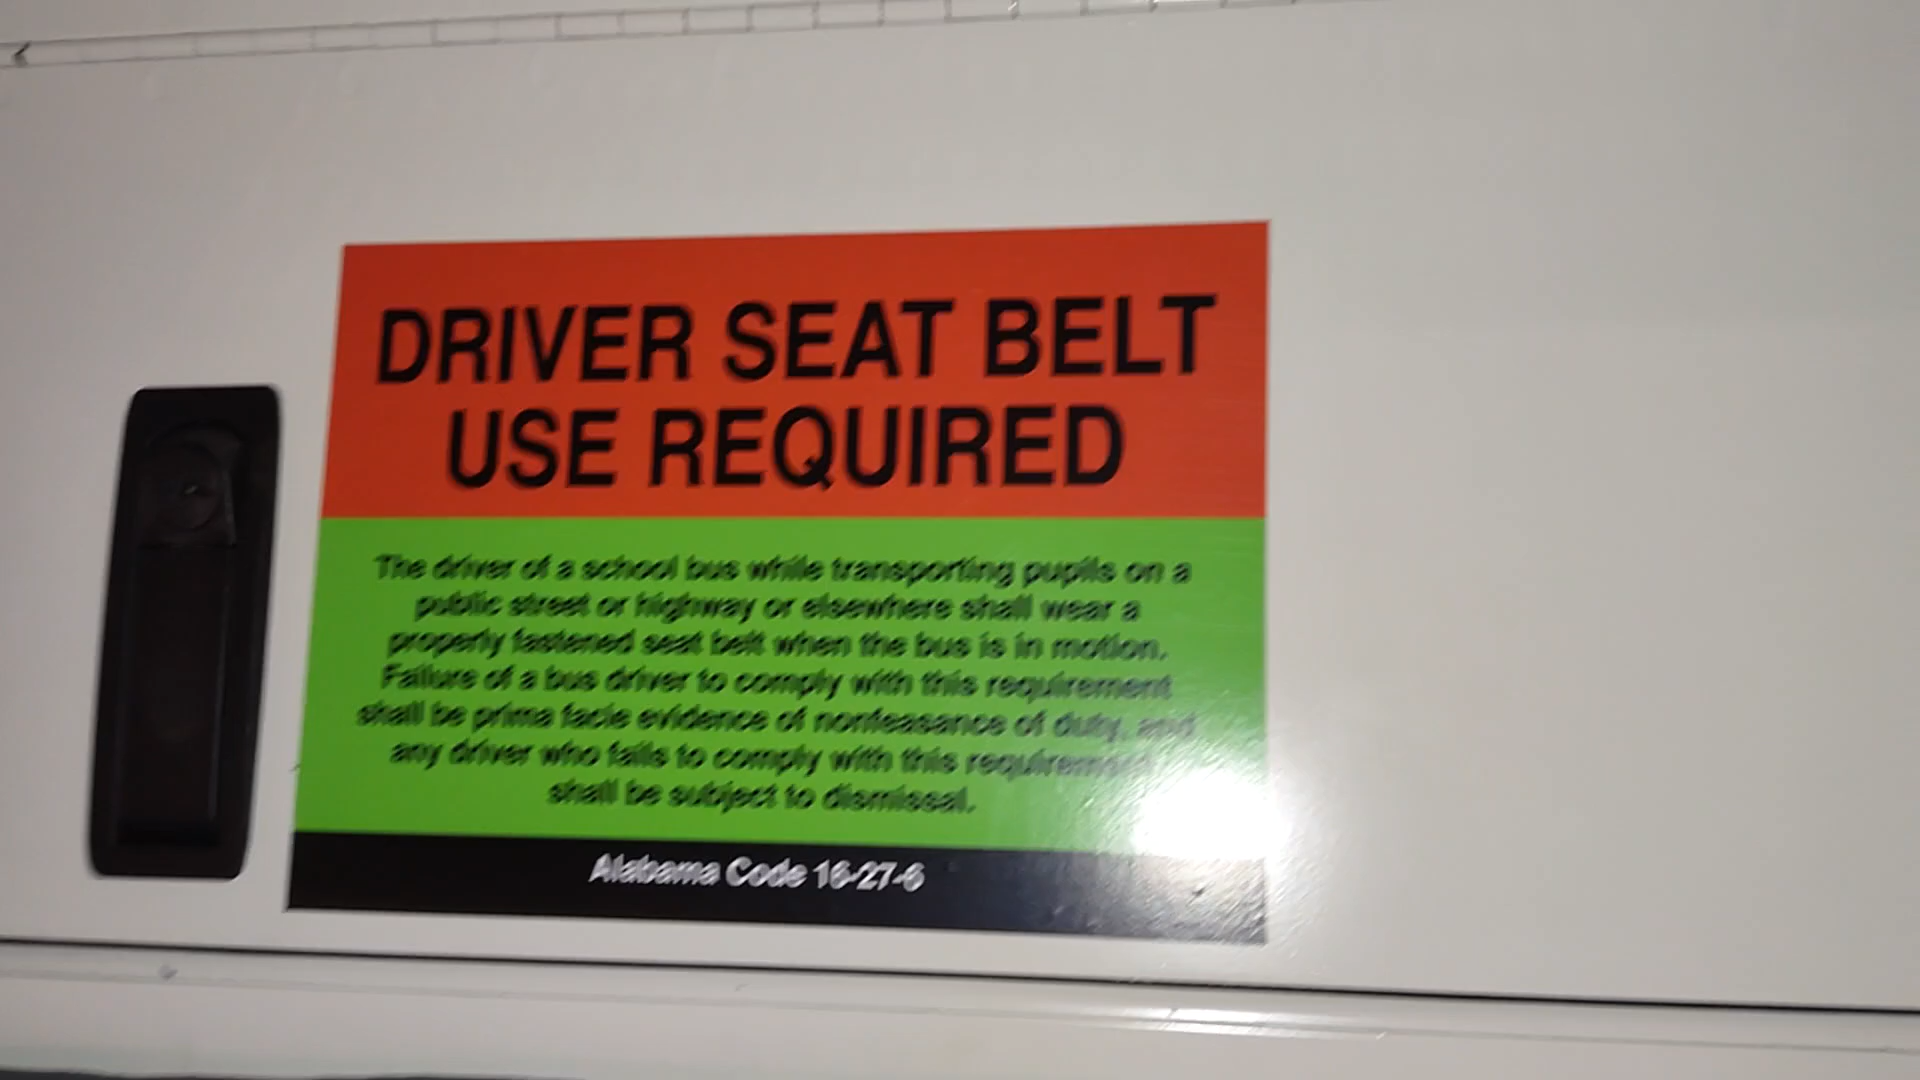 DRIVER SEAT BELT
USE REQUIRED
The driver of a school bus while transporting pupils on a
public street or highway or elsewhere shall wear a
properly fastened seat belt when the bus is in motion.
Failure of a bus driver to comply with this requirement
shall be prima facie evidence of nonfeasance of duty, and
any driver who fails to comply with this requirement
shall be subject to dismissal.
Alabama Code 16-27-6